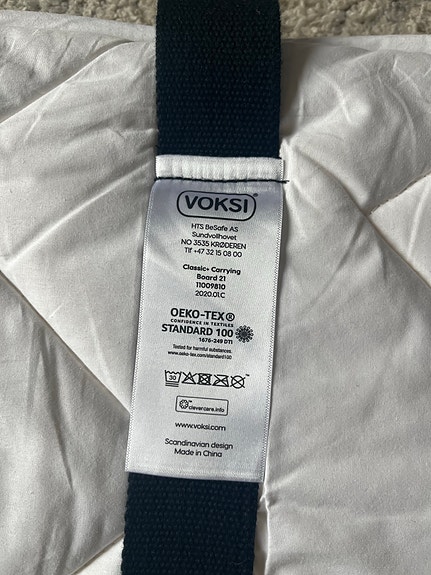 VOKSI®
HTS BeSafe AS
Sundvollhovet
NO 3535 KRØDEREN
Tlf +47 32 15 08 00
Classic+ Carrying
Board 21
11009810
2020.01.C
OEKO-TEX®
CONFIDENCE IN TEXTILES
STANDARD 100
1676-249 DTI
Tested for harmful substances.
www.oeko-tex.com/standard100
30
clevercare.info
www.voksi.com
Scandinavian design
Made in China